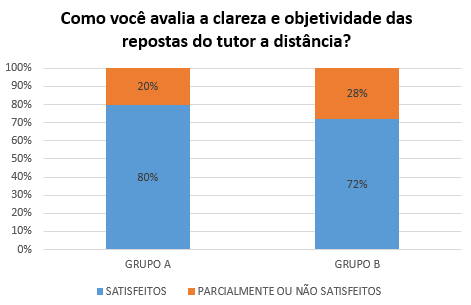 Como você avalia a clareza e objetividade das
repostas do tutor a distância?
100%
90%
80%
70%
60%
50%
40%
30%
20%
10%
0%
20%
28%
80%
72%
GRUPO A
GRUPO B
SATISFEITOS
PARCIALMENTE OU NÃO SATISFEITOS